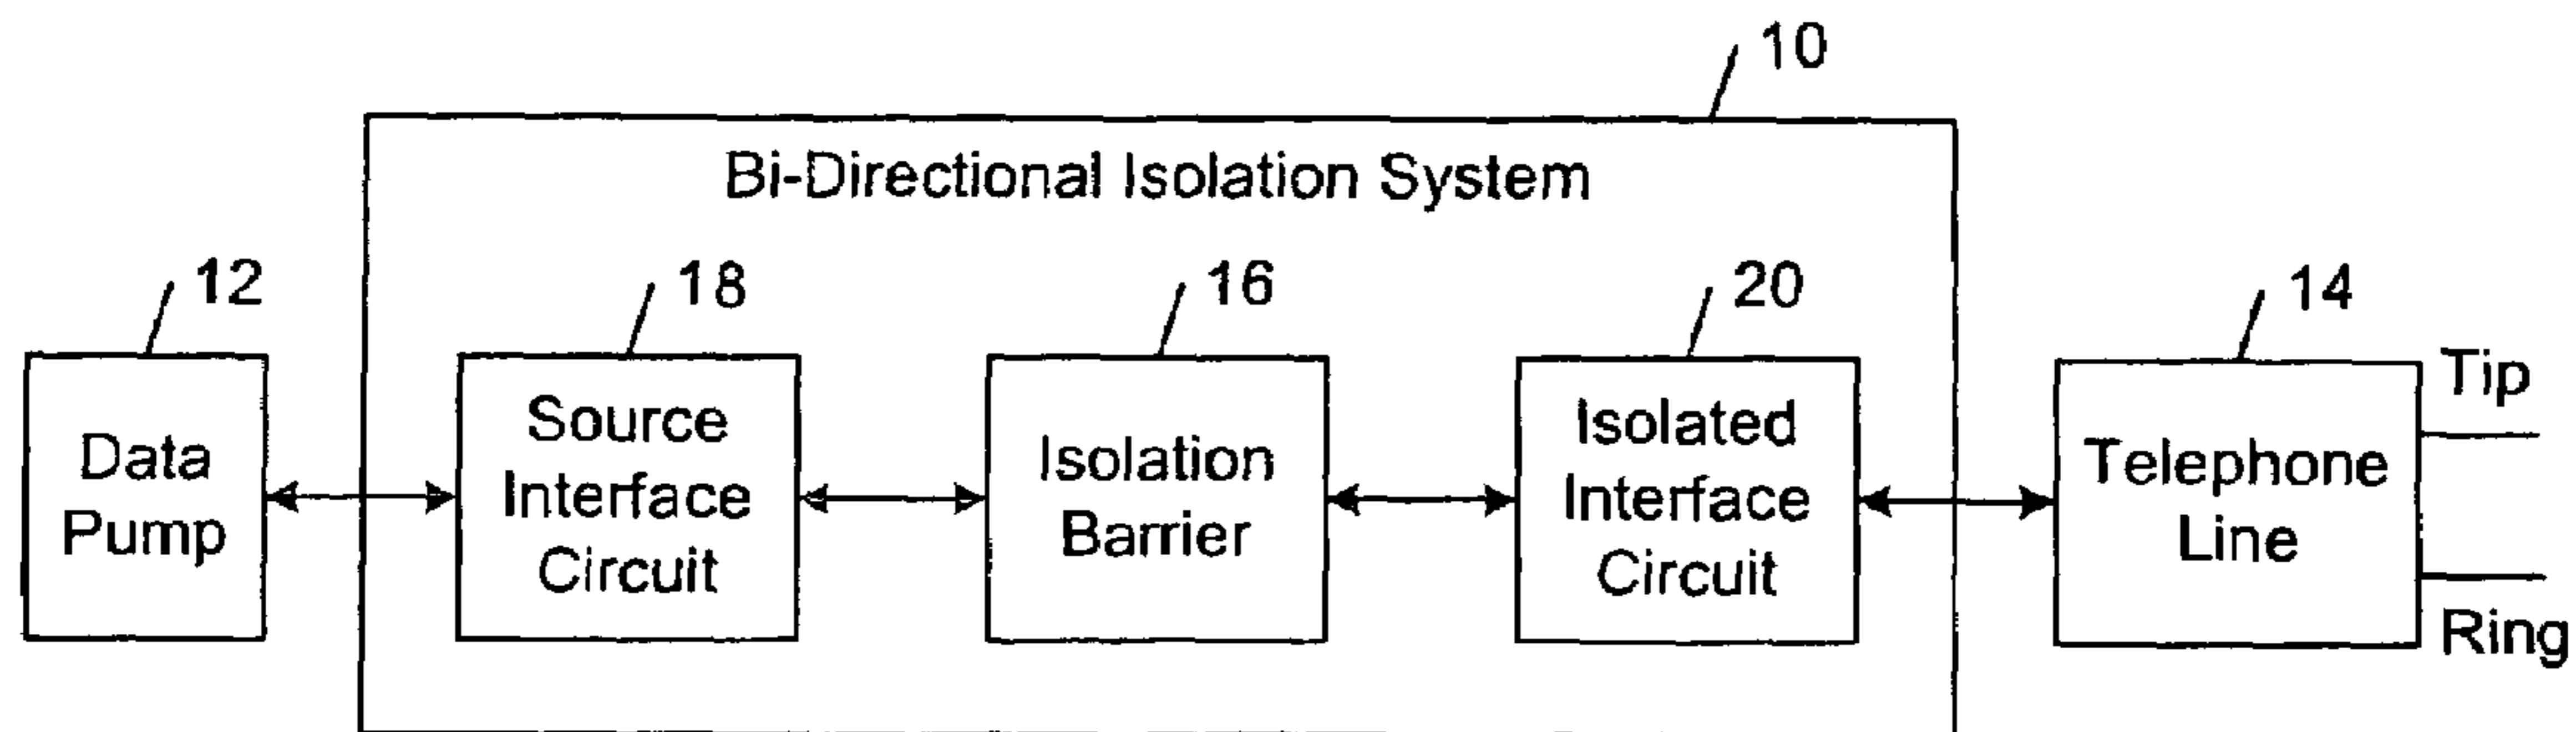 10
Bi-Directional Isolation System
12
18
16
20
14
Data
Pump
Source
Interface
Circuit
Isolation
Barrier
Isolated
Interface
Circuit
Telephone
Line
Tip
Ring